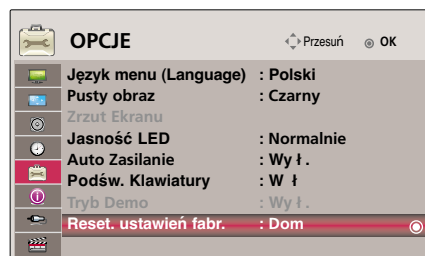 OPCJE Przesuń OK
Język menu (Language) : Polski
Pusty obraz : Czarny
Zrzut Ekranu
Jasność LED : Normalnie
Auto Zasilanie : Wy ł .
Podśw. Klawiatury : W ł
Tryb Demo : Wy ł .
Reset. ustawień fabr. : Dom